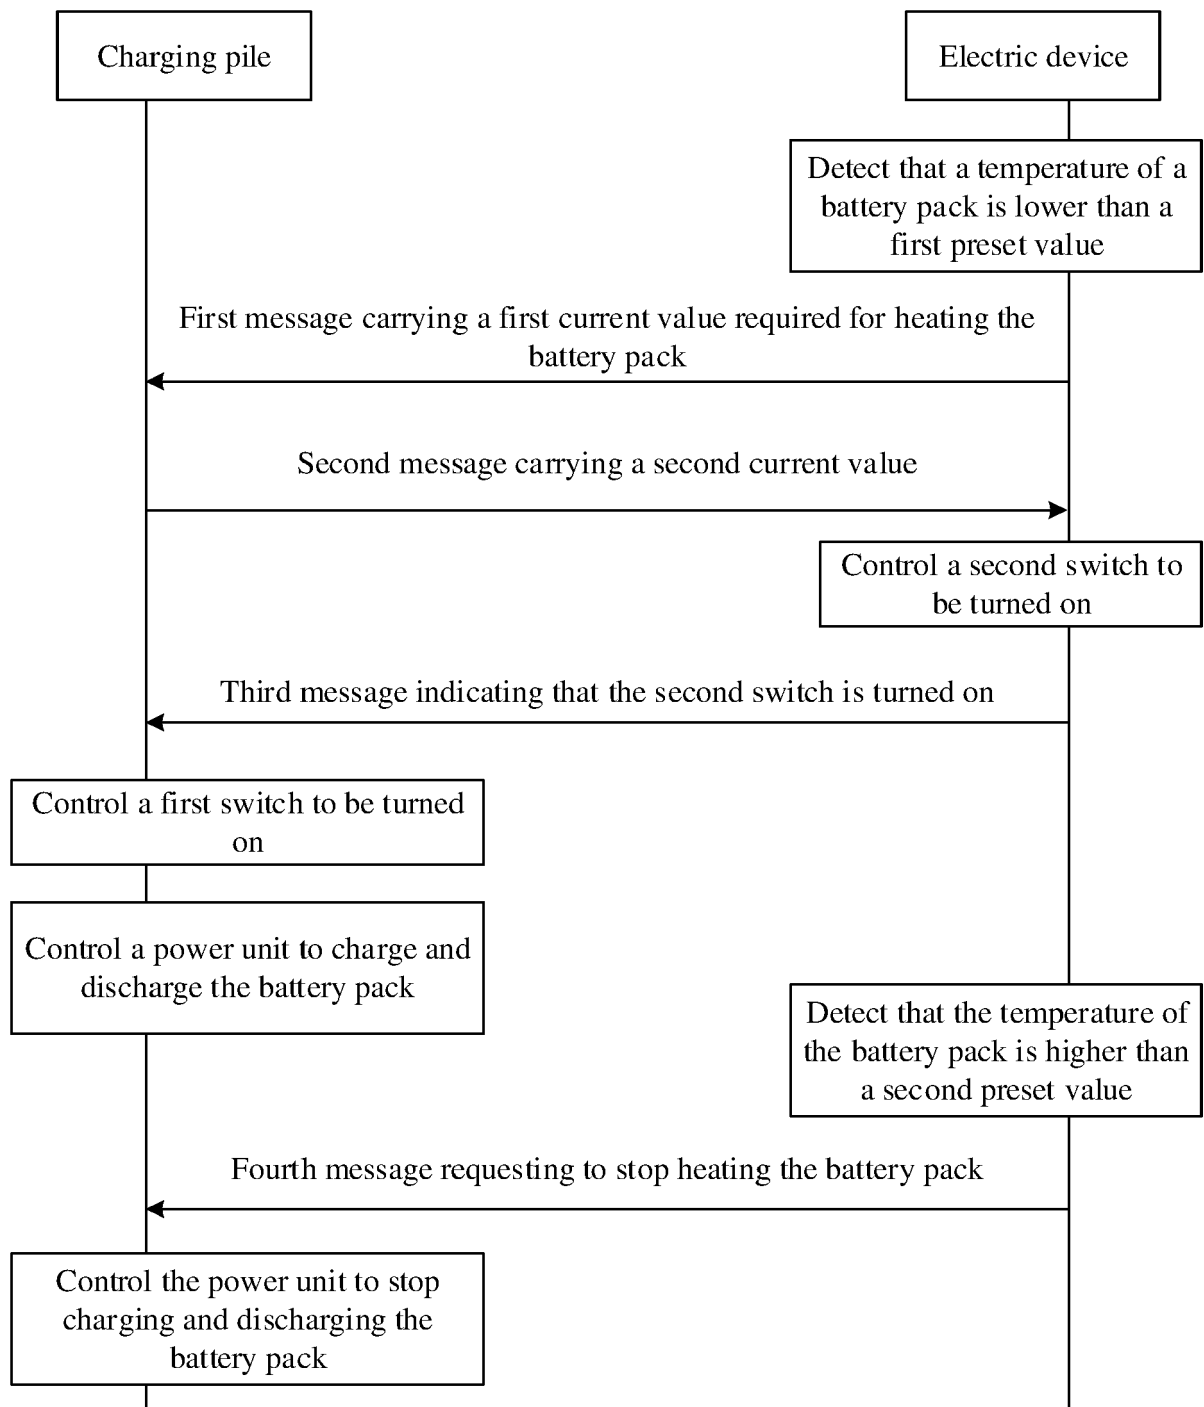 Charging pile
Electric device
Detect that a temperature of a
battery pack is lower than a
first preset value
First message carrying a first current value required for heating the
battery pack
Second message carrying a second current value
Control a second switch to
be turned on
Third message indicating that the second switch is turned on
Control a first switch to be turned
on
Control a power unit to charge and
discharge the battery pack
Detect that the temperature of
the battery pack is higher than
a second preset value
Fourth message requesting to stop heating the battery pack
Control the power unit to stop
charging and discharging the
battery pack